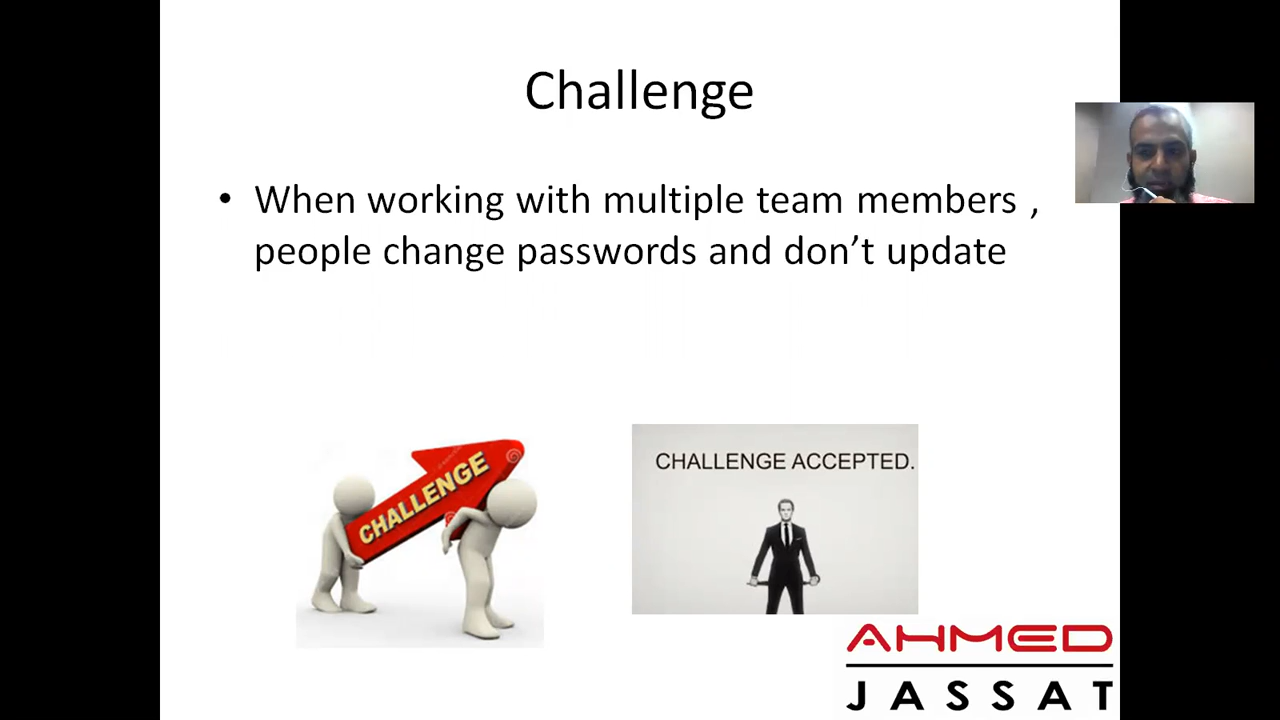 Challenge
• When working with multiple team members ,
people change passwords and don’t update
CHALLENGE
CHALLENGE ACCEPTED.
AHMED
JASSAT